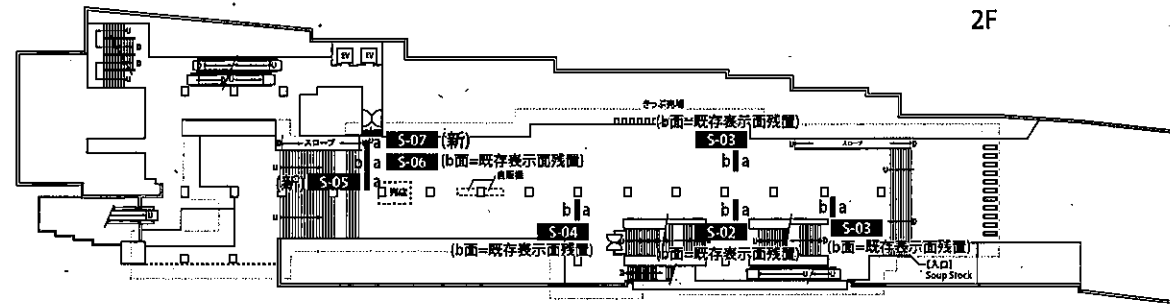 2F
EV EV
きっぷ売場
(b面=既存表示面残置)
S-07 (新)
S-03
スロープ
スロープ
S-06 (b面=既存表示面残置)
b a
(新) S-05
自販機
b a
b a
b a
S-04
S-02
S-03
(b面=既存表示面残置)
(b面=既存表示面残置)
(b面=既存表示面残置)
[入口]
Soup Stock